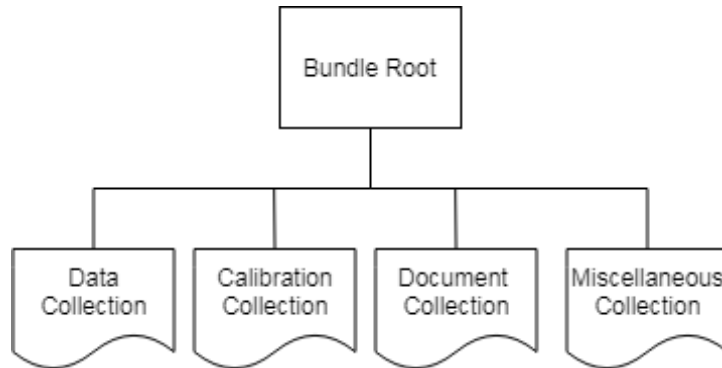 Bundle Root
Data
Collection
Calibration
Collection
Document
Collection
Miscellaneous
Collection